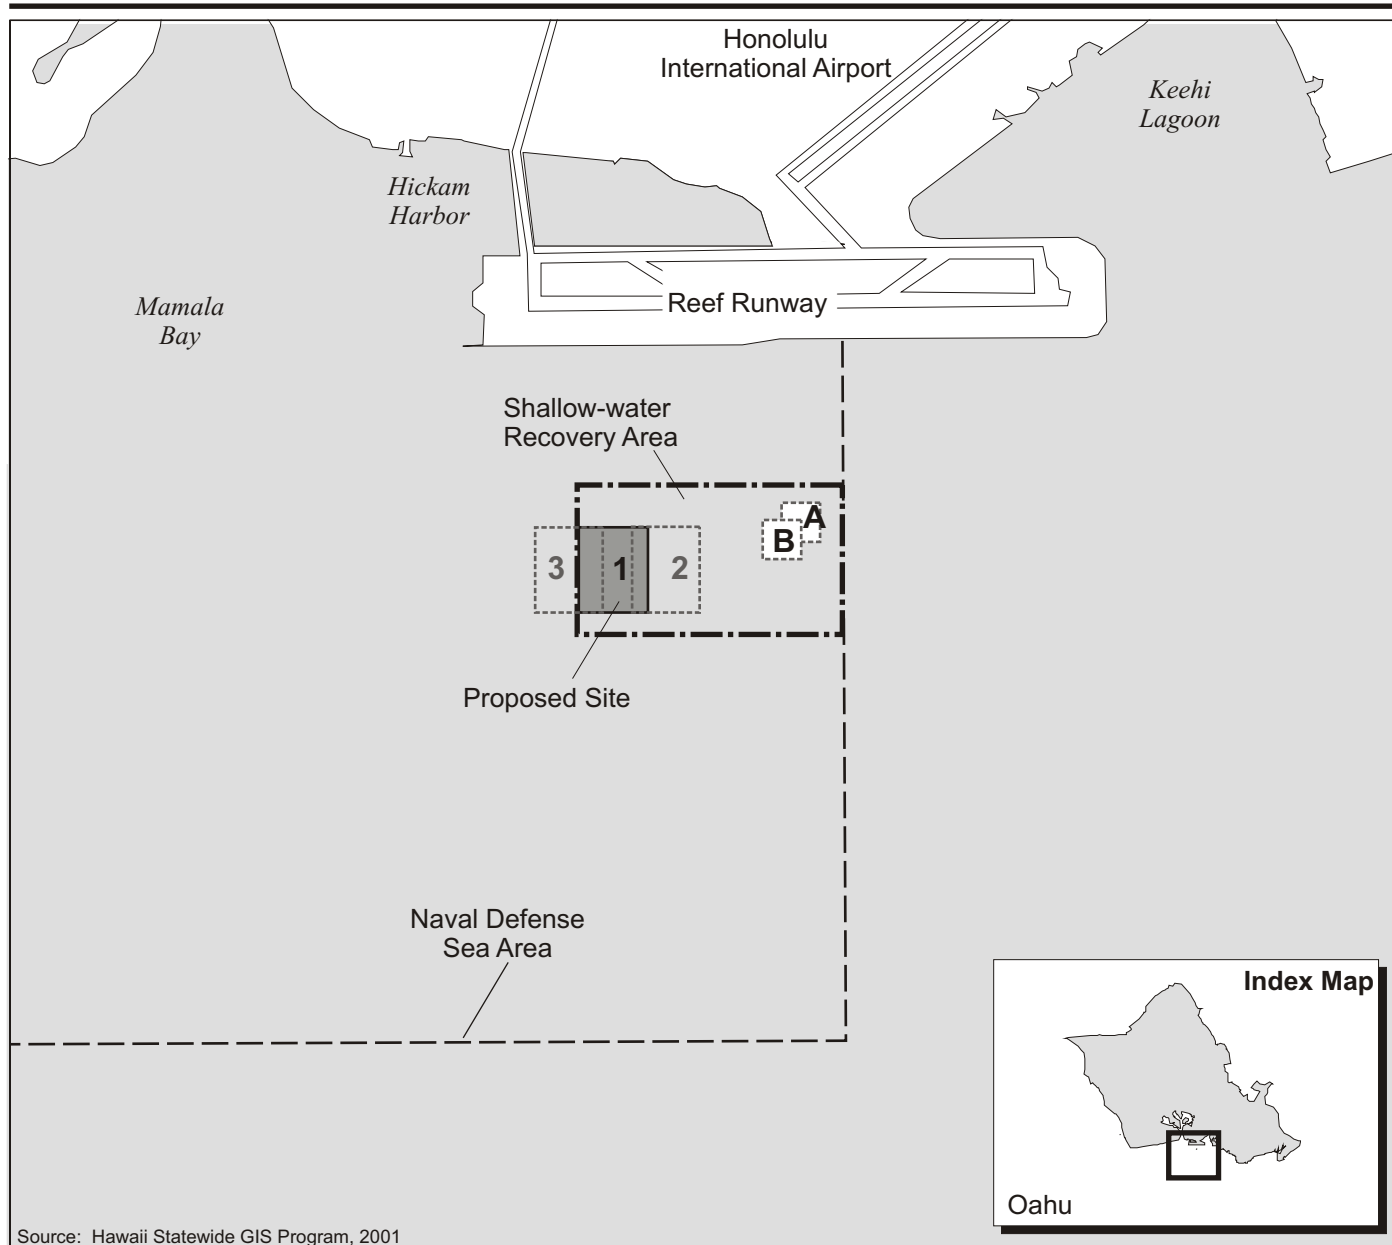 Honolulu
International Airport
Keehi
Lagoon
Hickam
Harbor
Mamala
Bay
Reef Runway
Shallow-water
Recovery Area
A
B
3
1
2
Proposed Site
Naval Defense
Sea Area
Index Map
Oahu
Source: Hawaii Statewide GIS Program, 2001